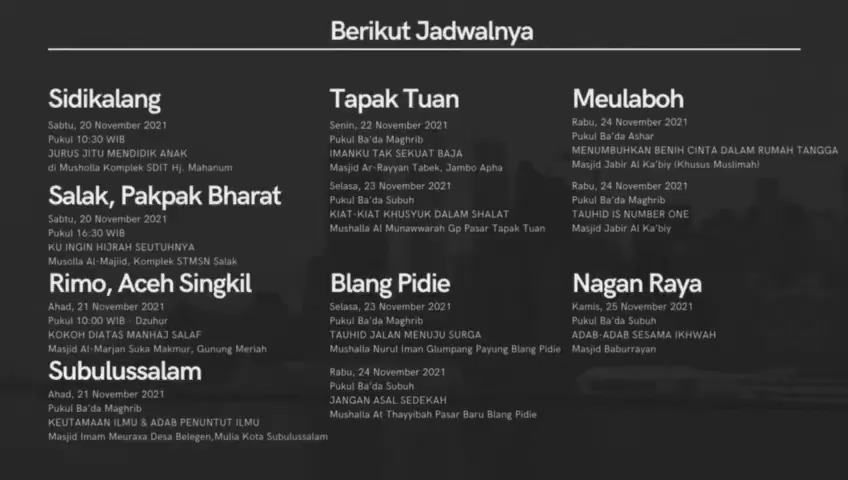 Berikut Jadwalnya
Sidikalang
Sabtu, 20 November 2021
Pukul 10:30 WIB
JURUS JITU MENDIDIK ANAK
di Musholla Komplek SDIT Hj. Mahanum
Salak, Pakpak Bharat
Sabtu, 20 November 2021
Pukul 16:30 WIB
KU INGIN HIJRAH SEUTUHNYA
Musolla Al-Majiid, Komplek STMSN Salak
Rimo, Aceh Singkil
Ahad, 21 November 2021
Pukul 10:00 WIB - Dzuhur
KOKOH DIATAS MANHAJ SALAF
Masjid Al-Marjan Suka Makmur, Gunung Meriah
Subulussalam
Ahad, 21 November 2021
Pukul Ba'da Maghrib
KEUTAMAAN ILMU & ADAB PENUNTUT ILMU
Masjid Imam Meuraxa Desa Belegen,Mulia Kota Subulussalam
Tapak Tuan
Senin, 22 November 2021
Pukul Ba'da Maghrib
IMANKU TAK SEKUAT BAJA
Masjid Ar-Rayyan Tabek, Jambo Apha
Selasa, 23 November 2021
Pukul Ba'da Subuh
KIAT-KIAT KHUSYUK DALAM SHALAT
Mushalla Al Munawwarah Gp Pasar Tapak Tuan
Blang Pidie
Selasa, 23 November 2021
Pukul Ba'da Maghrib
TAUHID JALAN MENUJU SURGA
Mushalla Nurul Iman Glumpang Payung Blang Pidie
Rabu, 24 November 2021
Pukul Ba'da Subuh
JANGAN ASAL SEDEKAH
Mushalla At Thayyibah Pasar Baru Blang Pidie
Meulaboh
Rabu, 24 November 2021
Pukul Ba'da Ashar
MENUMBUHKAN BENIH CINTA DALAM RUMAH TANGGA
Masjid Jabir Al Ka'biy (Khusus Muslimah)
Rabu, 24 November 2021
Pukul Ba'da Maghrib
TAUHID IS NUMBER ONE
Masjid Jabir Al Ka'biy
Nagan Raya
Kamis, 25 November 2021
Pukul Ba'da Subuh
ADAB-ADAB SESAMA IKHWAH
Masjid Baburrayan